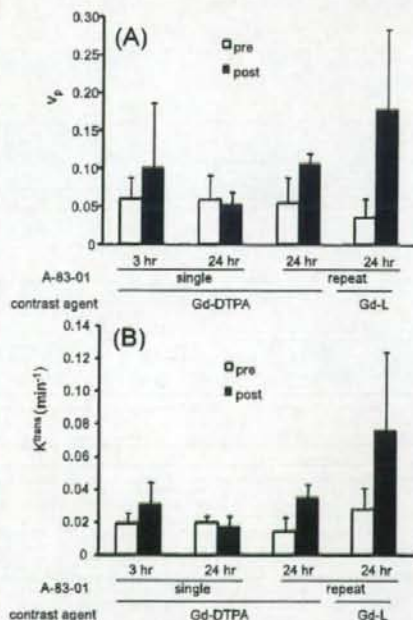 (A)
pre
post
Vp
0.30
0.25
0.20
0.15
0.10
0.05
0
3 hr 24 hr 24 hr 24 hr
A-83-01 single repeat
contrast agent Gd-DTPA Gd-L
(B)
pre
post
Ktrans (min-1)
0.14
0.12
0.10
0.08
0.06
0.04
0.02
0
3 hr 24 hr 24 hr 24 hr
A-83-01 single repeat
contrast agent Gd-DTPA Gd-L